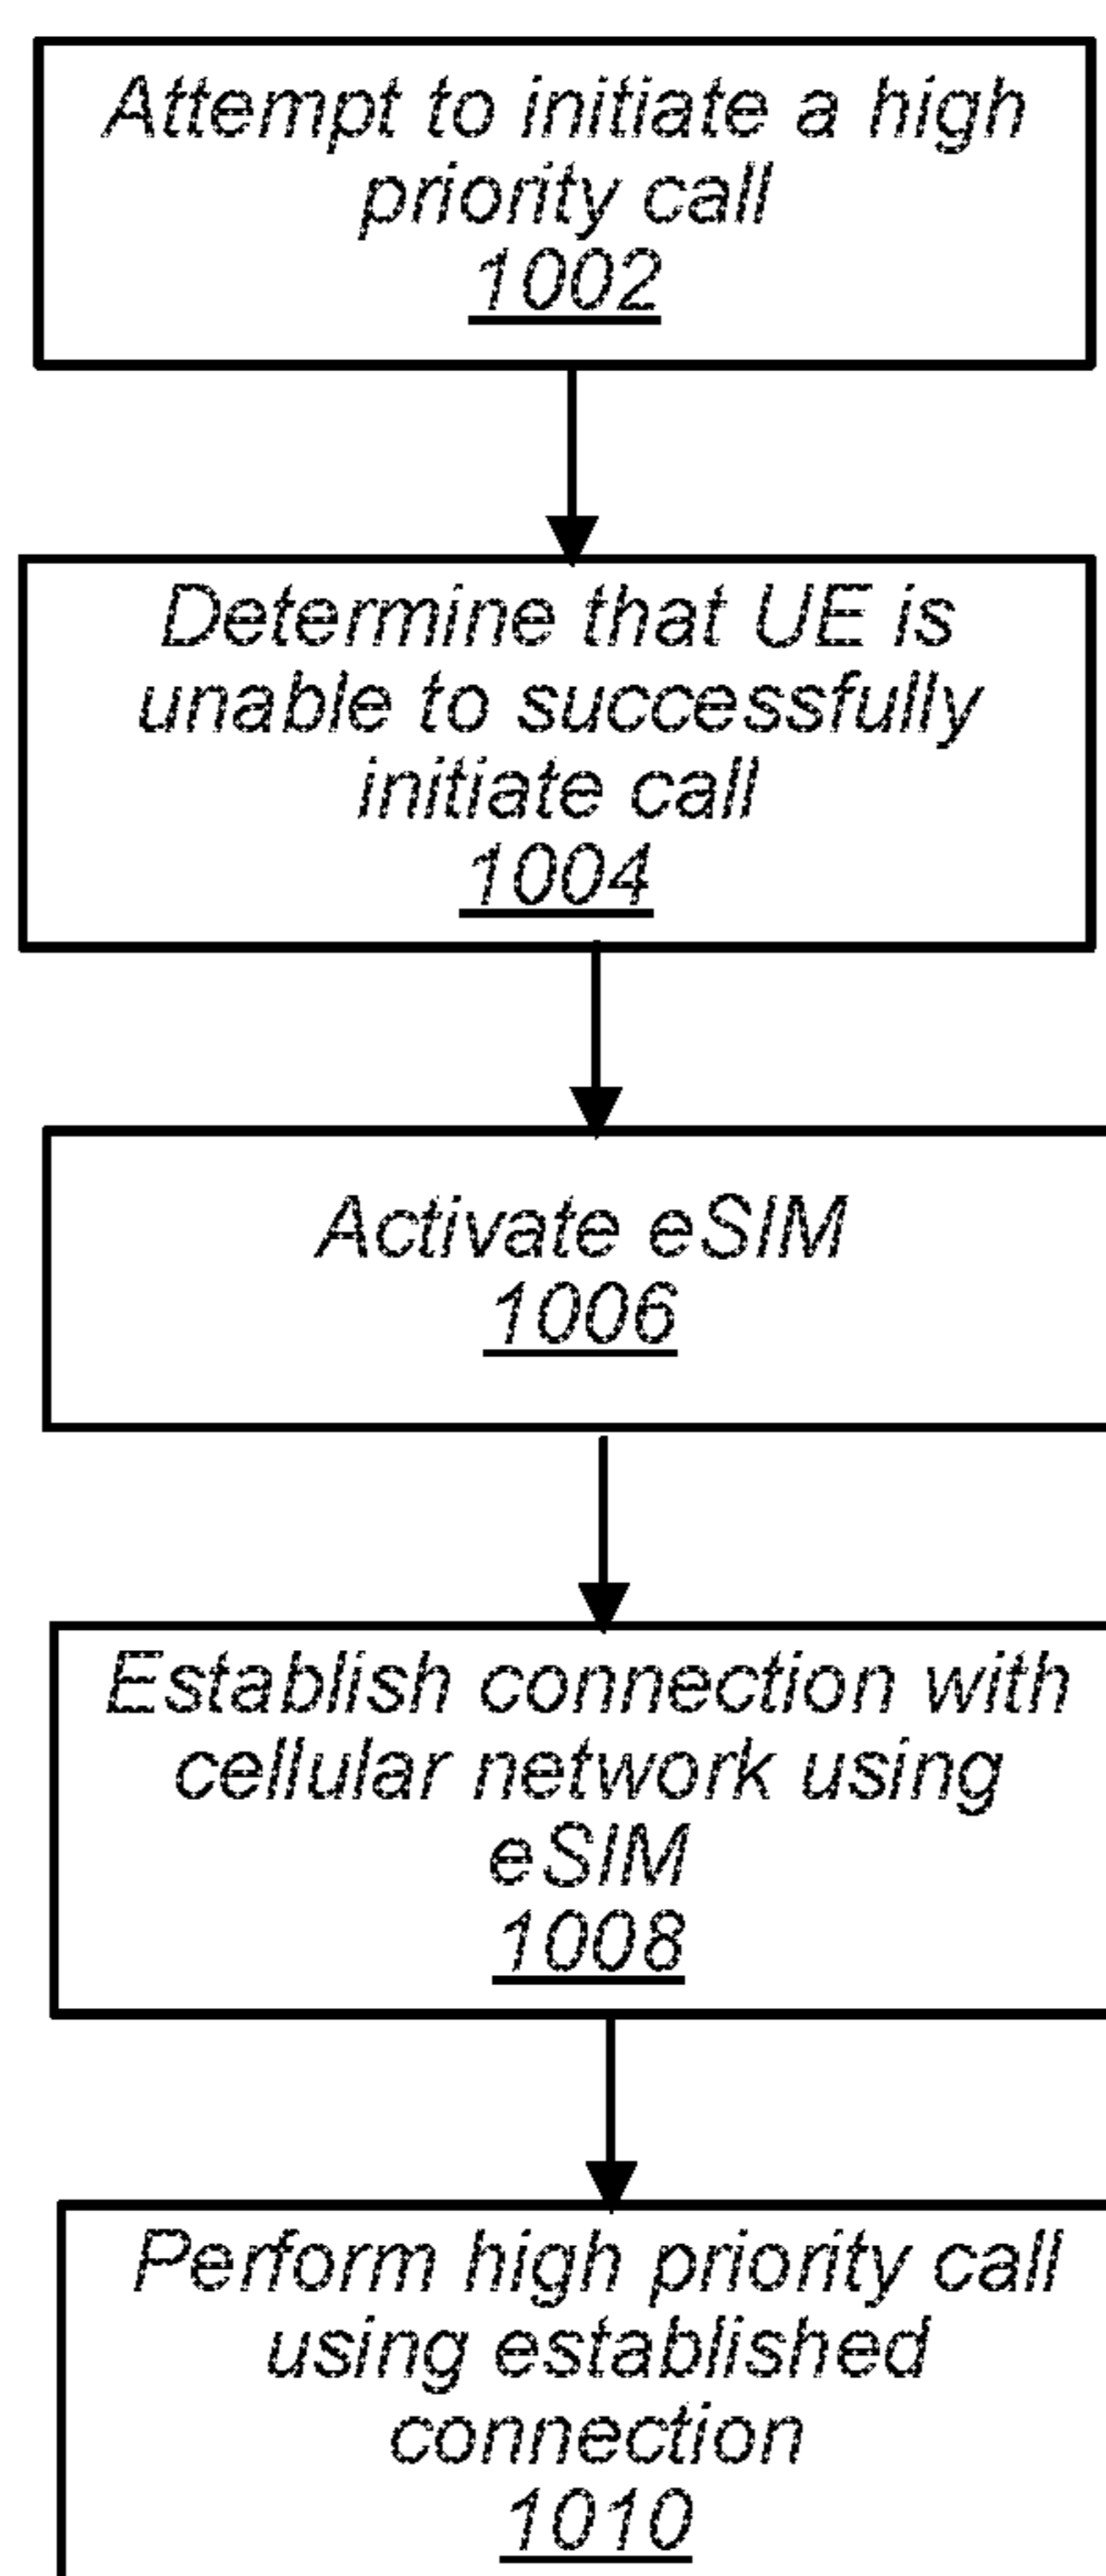 Attempt to initiate a high
priority call
1002
Determine that UE is
unable to successfully
initiate call
1004
Activate eSIM
1006
Establish connection with
cellular network using
eSIM
1008
Perform high priority call
using established
connection
1010